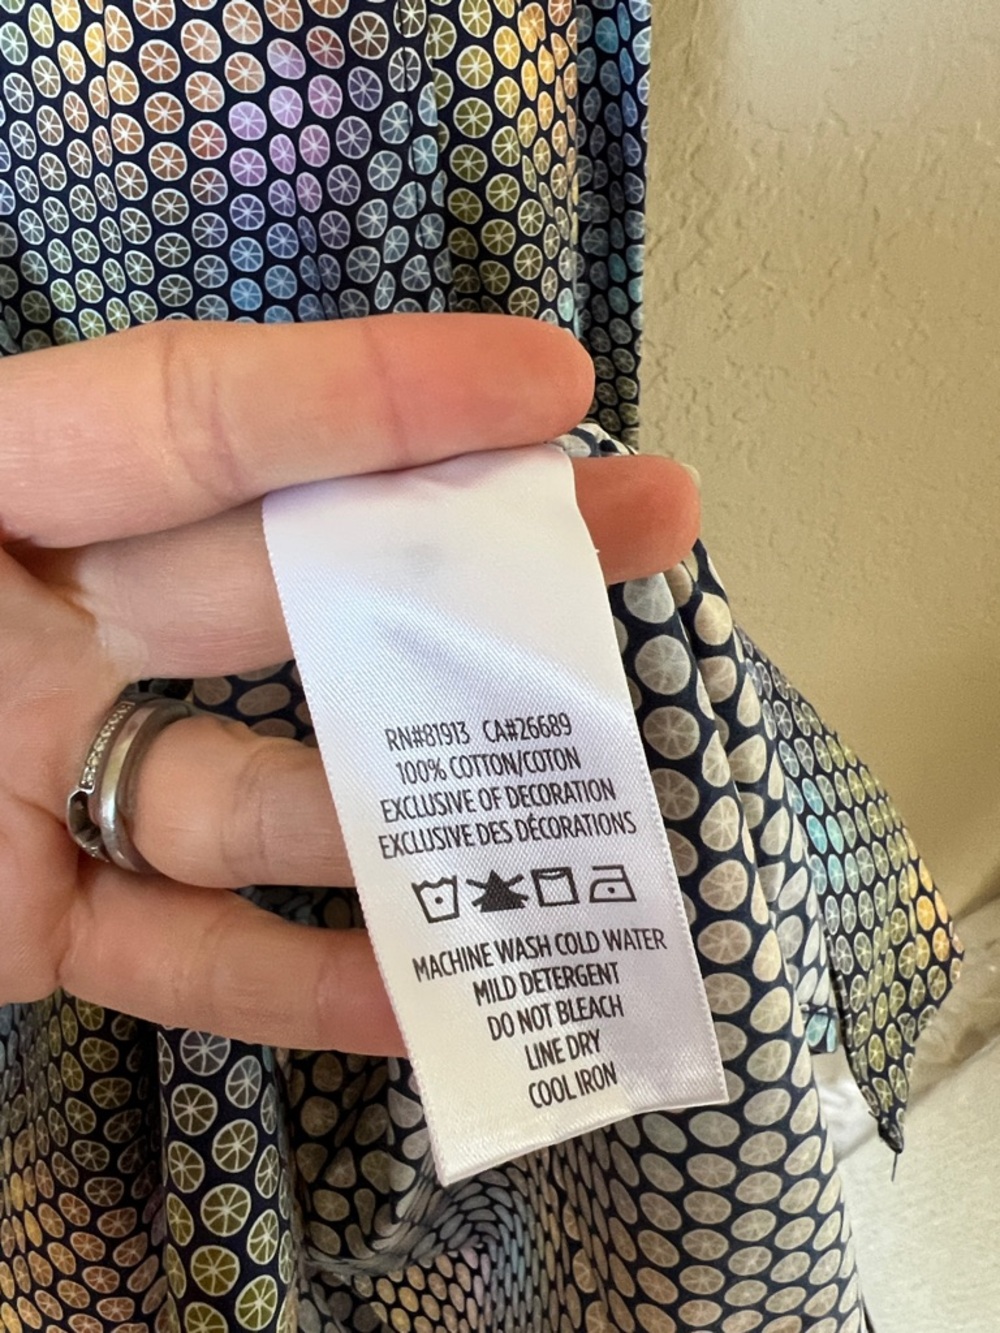 RN#81913 CA#26689
100% COTTON/COTON
EXCLUSIVE OF DECORATION
EXCLUSIVE DES DÉCORATIONS
MACHINE WASH COLD WATER
MILD DETERGENT
DO NOT BLEACH
LINE DRY
COOL IRON